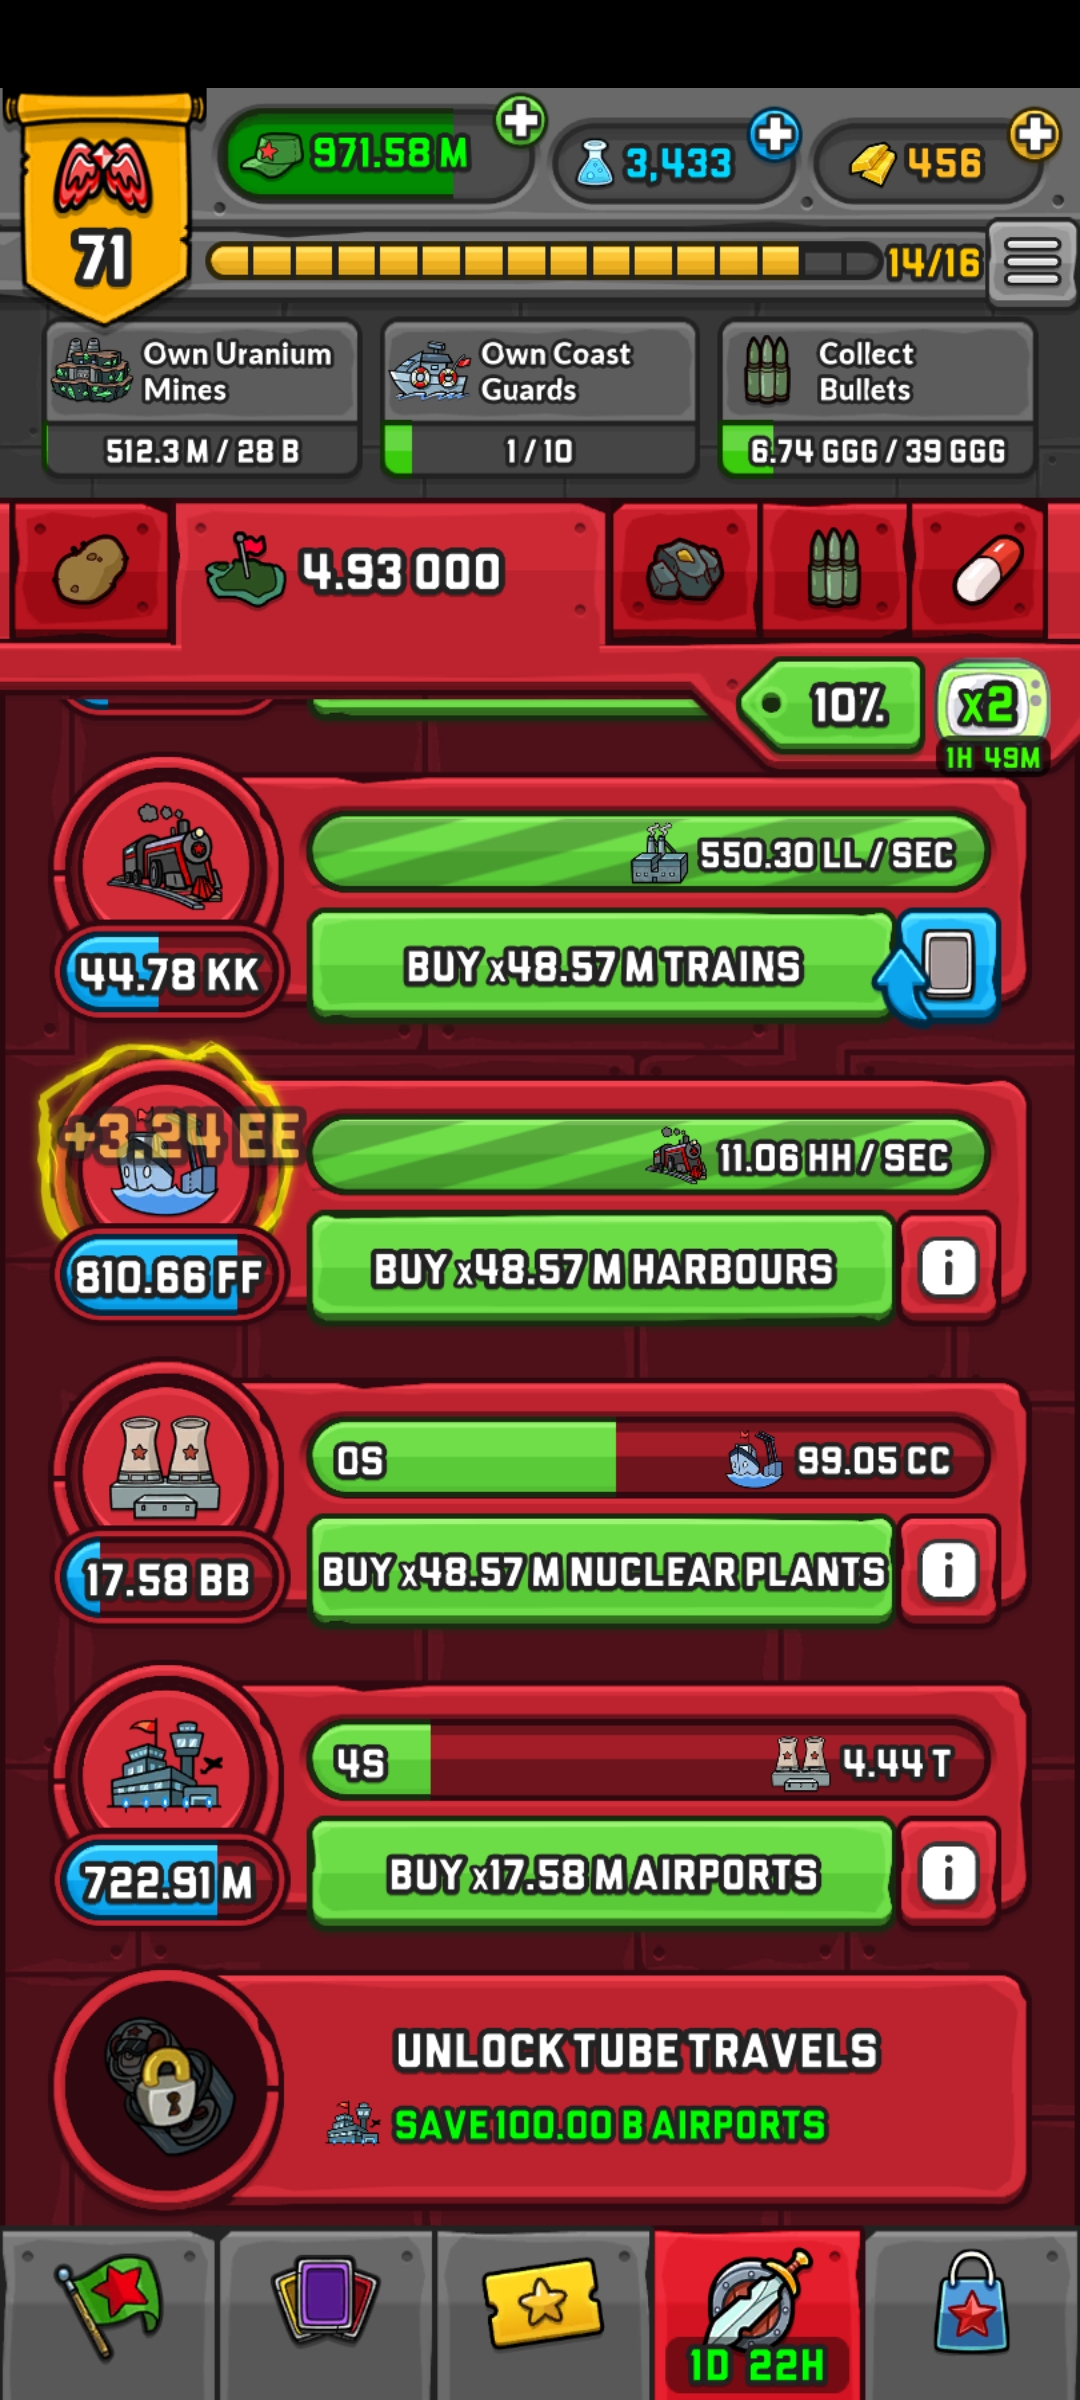 971.58 M
3,433
456
71
14/16
Own Uranium
Mines
512.3 M / 28 B
Own Coast
Guards
1 / 10
Collect
Bullets
6.74 GGG / 39 GGG
4.93 000
10%
x2
1H 49M
550.30 LL / SEC
44.78 KK
BUY x48.57 M TRAINS
+3.24 EE
11.06 HH / SEC
810.66 FF
BUY x48.57 M HARBOURS
i
0S
99.05 CC
17.58 BB
BUY x48.57 M NUCLEAR PLANTS
i
4S
4.44 T
722.91 M
BUY x17.58 M AIRPORTS
i
UNLOCK TUBE TRAVELS
SAVE 100.00 B AIRPORTS
1D 22H